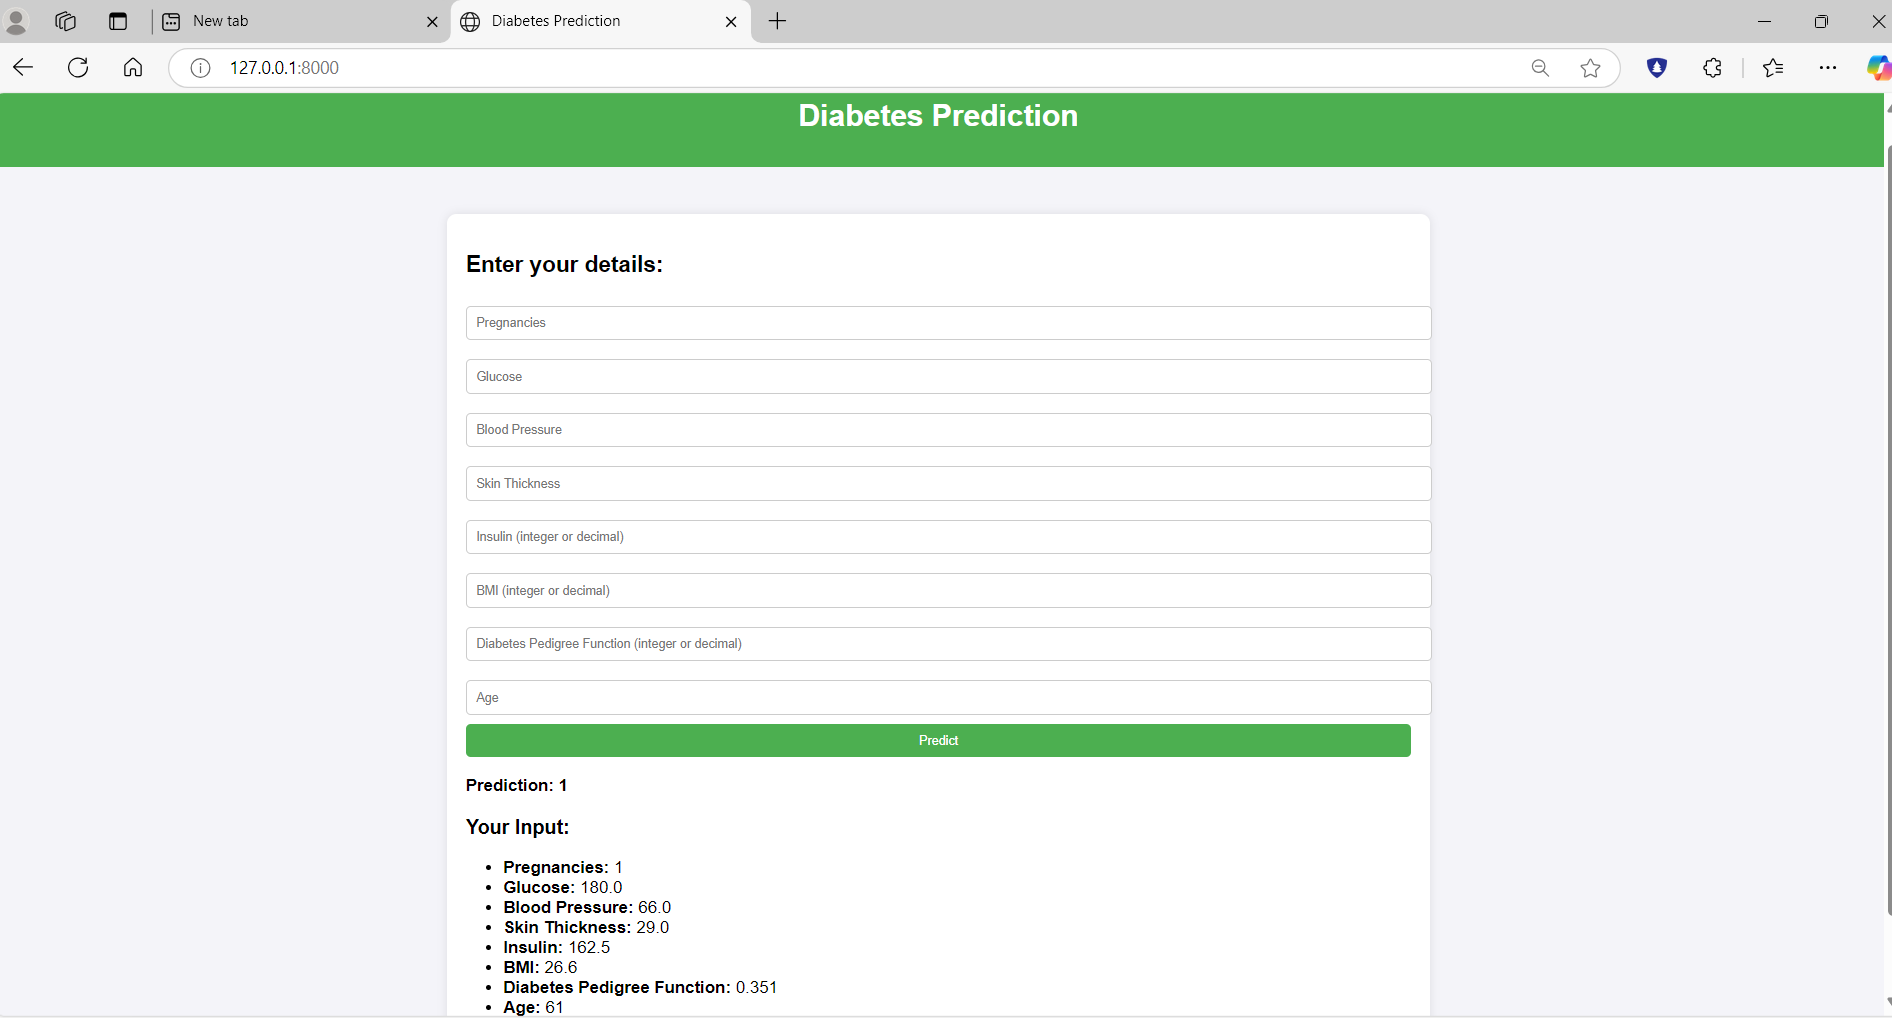 New tab
Diabetes Prediction
127.0.0.1:8000
Diabetes Prediction
Enter your details:
Pregnancies
Glucose
Blood Pressure
Skin Thickness
Insulin (integer or decimal)
BMI (integer or decimal)
Diabetes Pedigree Function (integer or decimal)
Age
Predict
Prediction: 1
Your Input:
Pregnancies: 1
Glucose: 180.0
Blood Pressure: 66.0
Skin Thickness: 29.0
Insulin: 162.5
BMI: 26.6
Diabetes Pedigree Function: 0.351
Age: 61